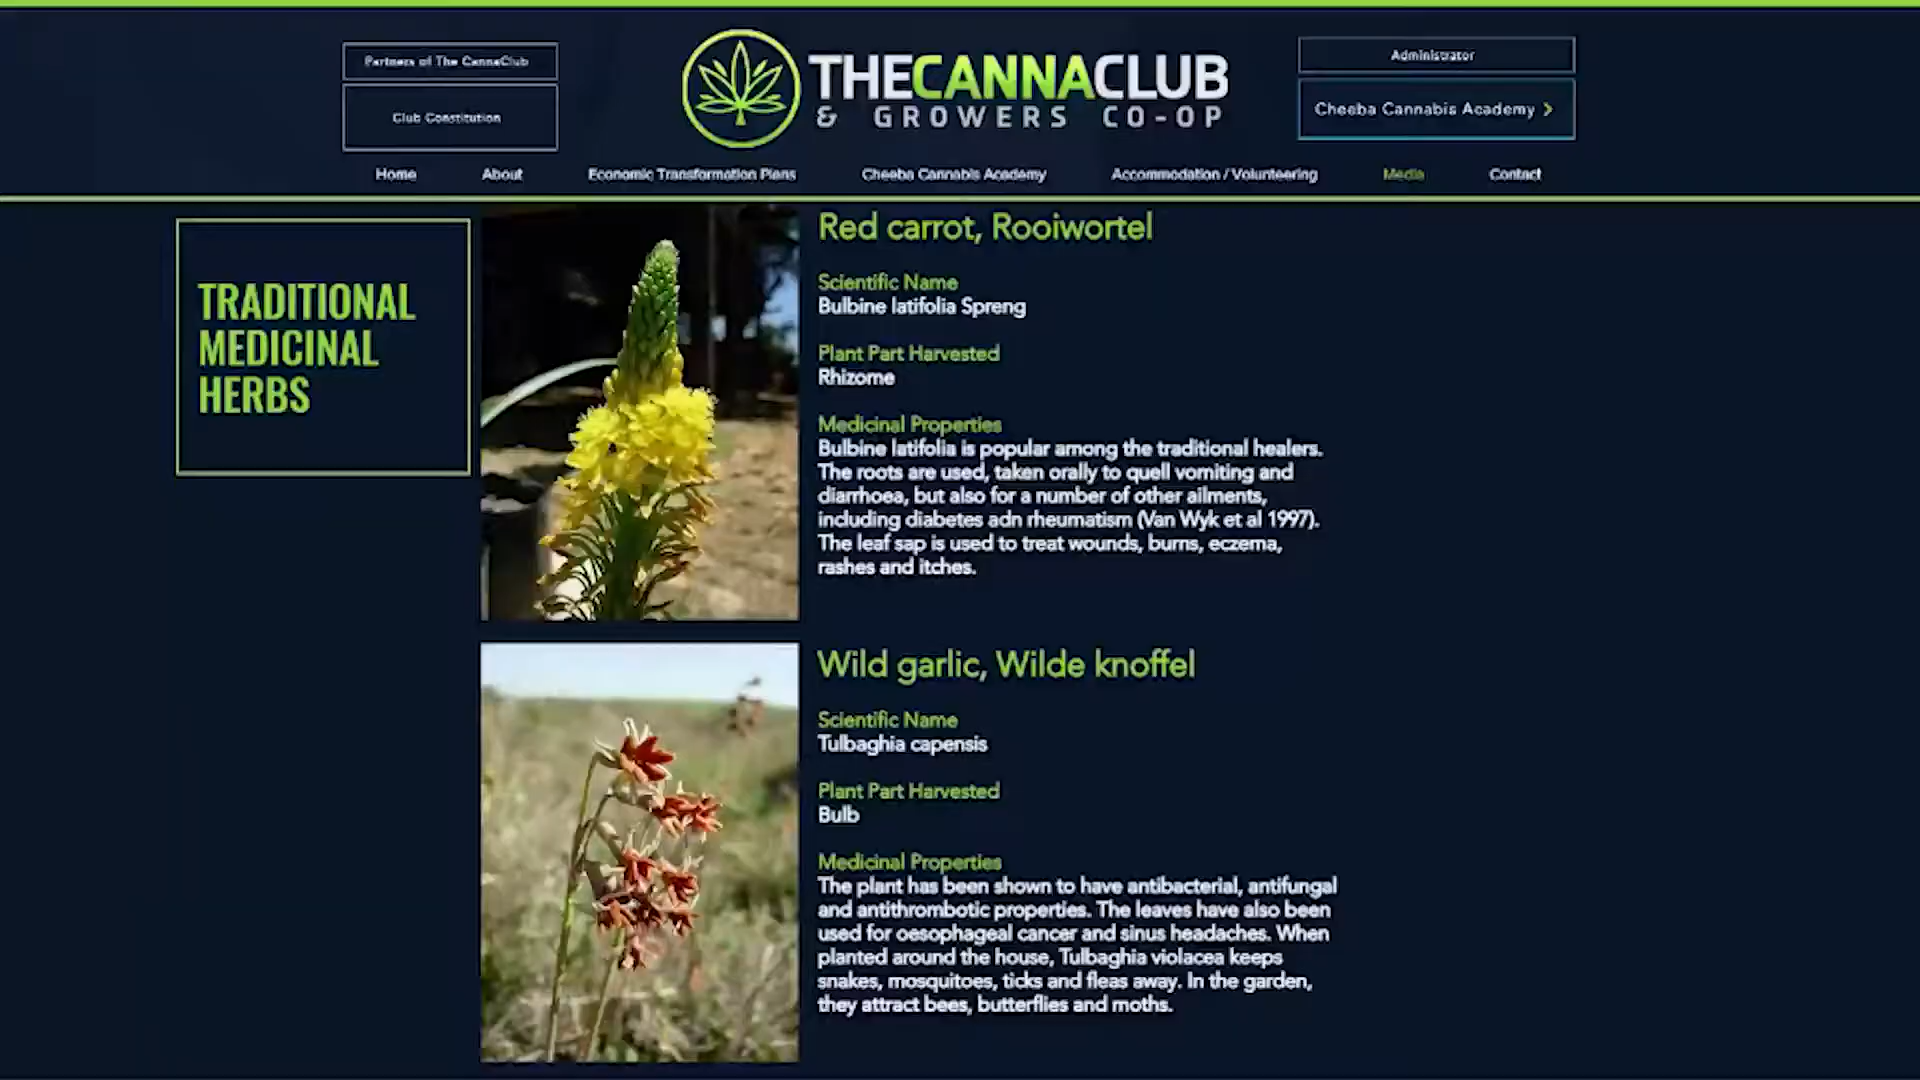 Partners of The CannaClub
Club Constitution
THECANNACLUB
& GROWERS CO-OP
Administrator
Cheeba Cannabis Academy >
Home About Economic Transformation Plans Cheeba Cannabis Academy Accommodation / Volunteering Media Contact
TRADITIONAL
MEDICINAL
HERBS
Red carrot, Rooiwortel
Scientific Name
Bulbine latifolia Spreng
Plant Part Harvested
Rhizome
Medicinal Properties
Bulbine latifolia is popular among the traditional healers.
The roots are used, taken orally to quell vomiting and
diarrhoea, but also for a number of other ailments,
including diabetes adn rheumatism (Van Wyk et al 1997).
The leaf sap is used to treat wounds, burns, eczema,
rashes and itches.
Wild garlic, Wilde knoffel
Scientific Name
Tulbaghia capensis
Plant Part Harvested
Bulb
Medicinal Properties
The plant has been shown to have antibacterial, antifungal
and antithrombotic properties. The leaves have also been
used for oesophageal cancer and sinus headaches. When
planted around the house, Tulbaghia violacea keeps
snakes, mosquitoes, ticks and fleas away. In the garden,
they attract bees, butterflies and moths.